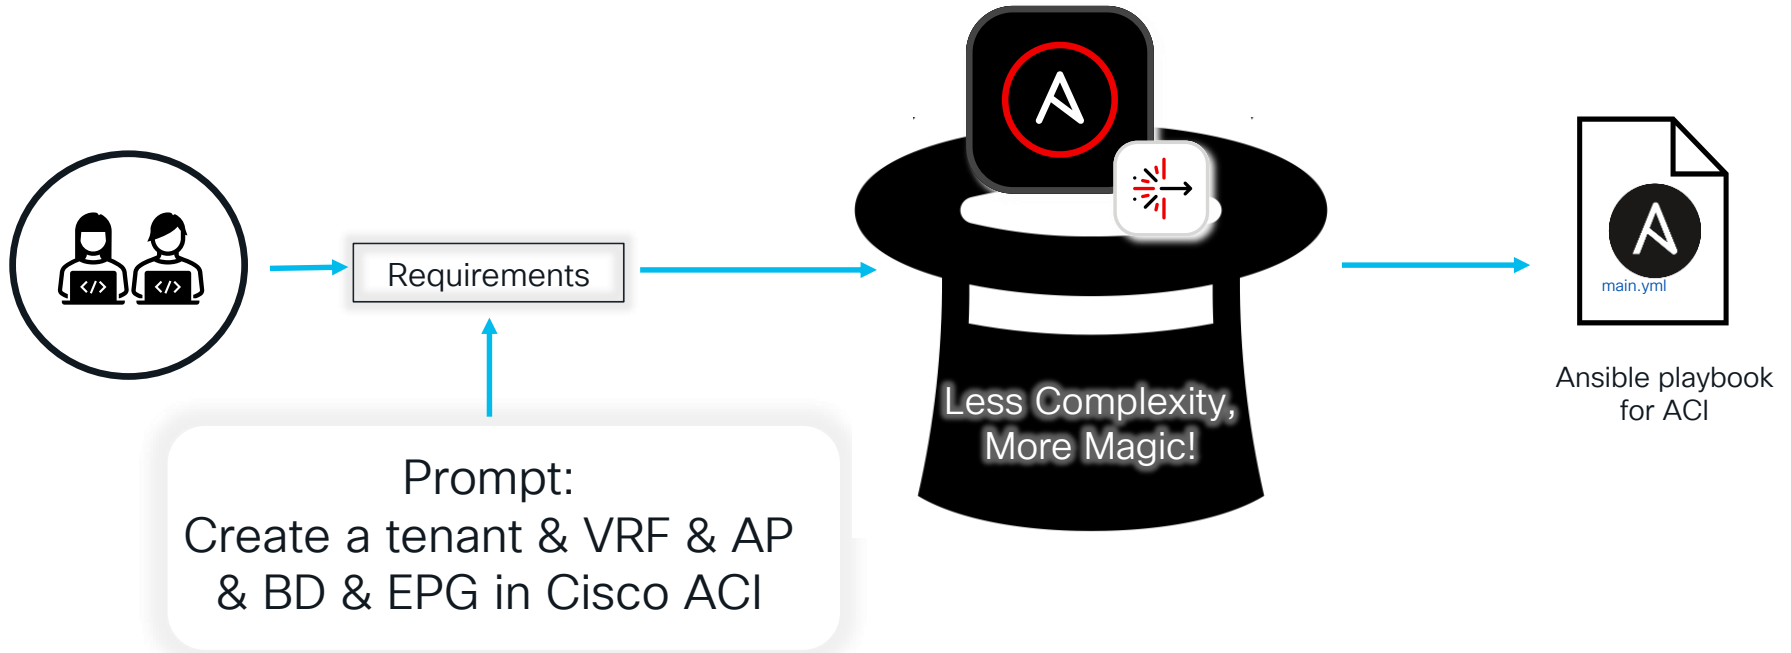 Requirements
Prompt:
Create a tenant & VRF & AP
& BD & EPG in Cisco ACI
Less Complexity,
More Magic!
main.yml
Ansible playbook
for ACI